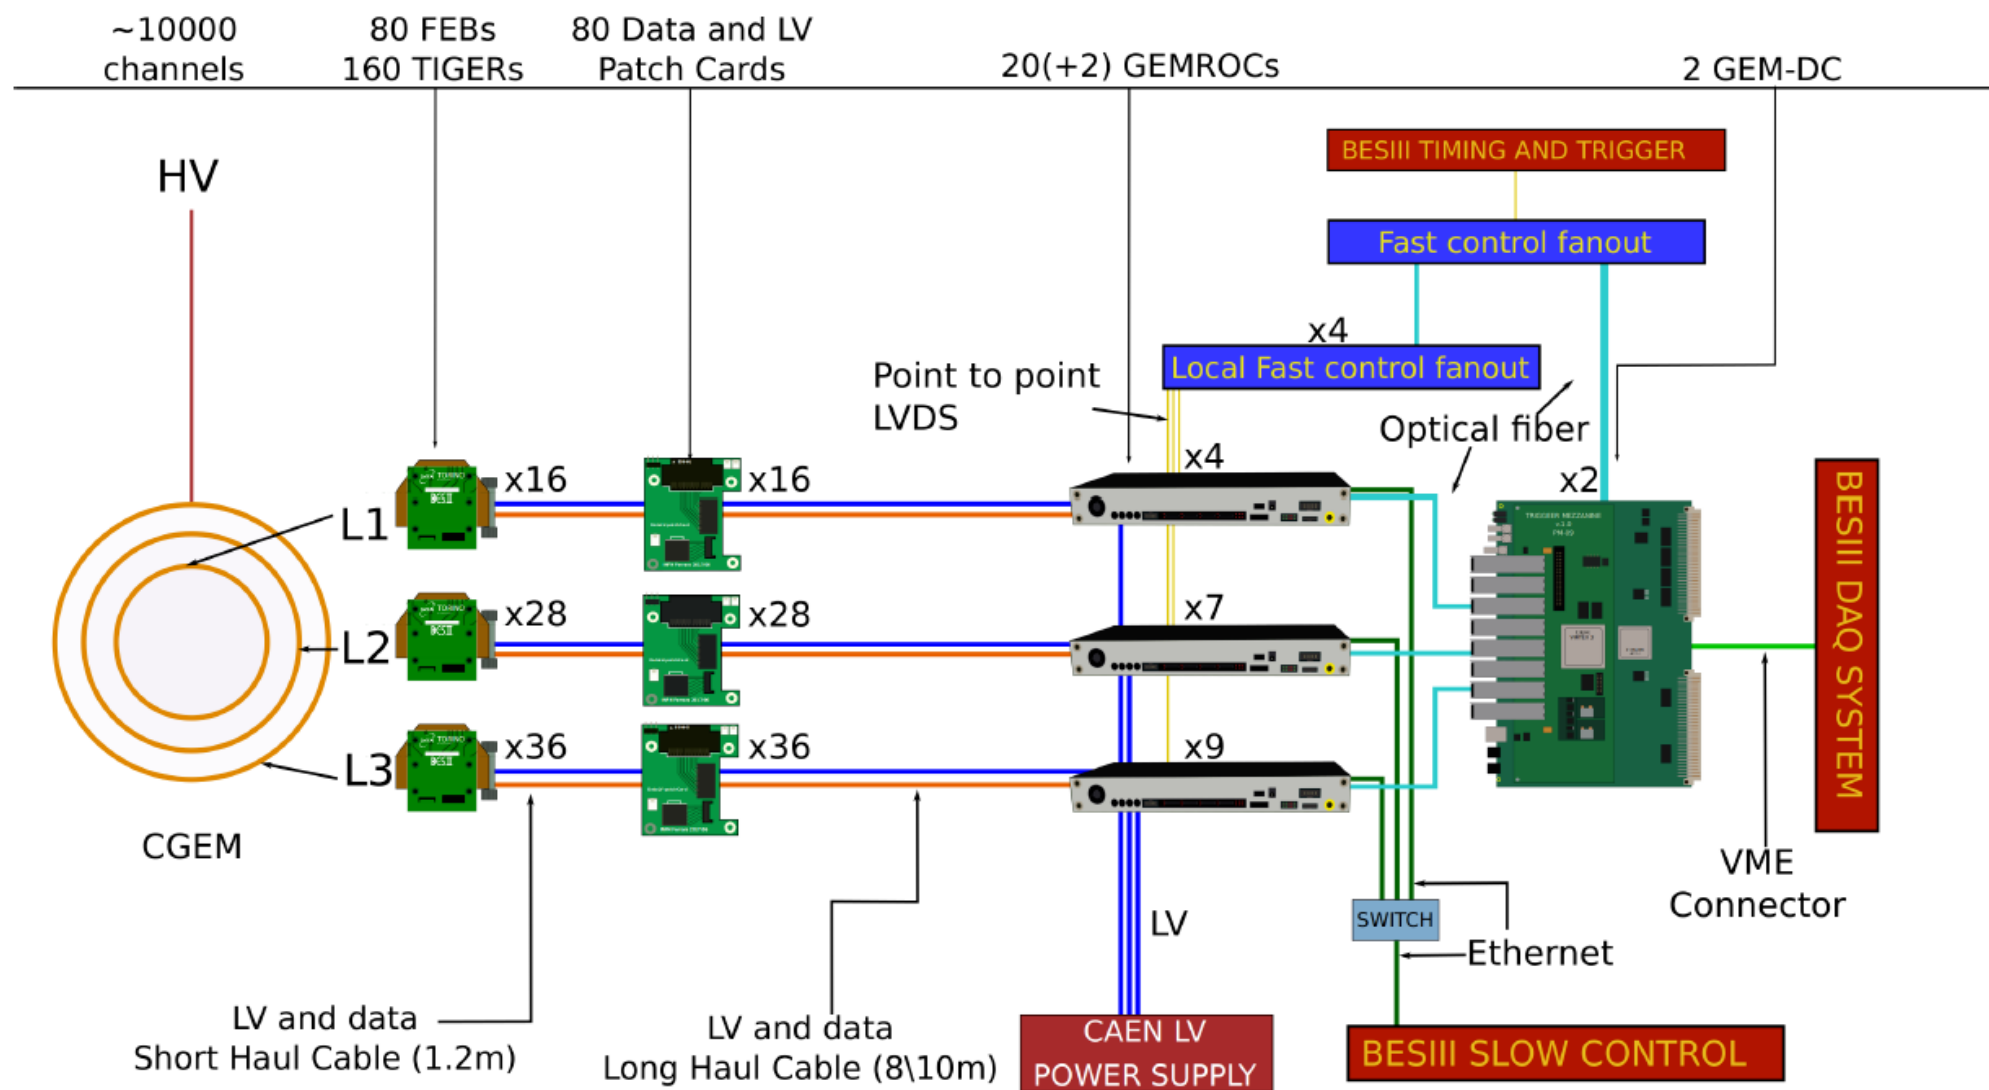 ~10000
channels
80 FEBs
160 TIGERs
80 Data and LV
Patch Cards
20(+2) GEMROCs
2 GEM-DC
HV
BESIII TIMING AND TRIGGER
Fast control fanout
x4
Local Fast control fanout
Point to point
LVDS
Optical fiber
x16
x16
x4
x2
L1
x28
x28
x7
L2
x36
x36
x9
L3
TRIGGER MEZZANINE
BESIII DAQ SYSTEM
CGEM
VME
Connector
LV
SWITCH
Ethernet
LV and data
Short Haul Cable (1.2m)
LV and data
Long Haul Cable (8\10m)
CAEN LV
POWER SUPPLY
BESIII SLOW CONTROL